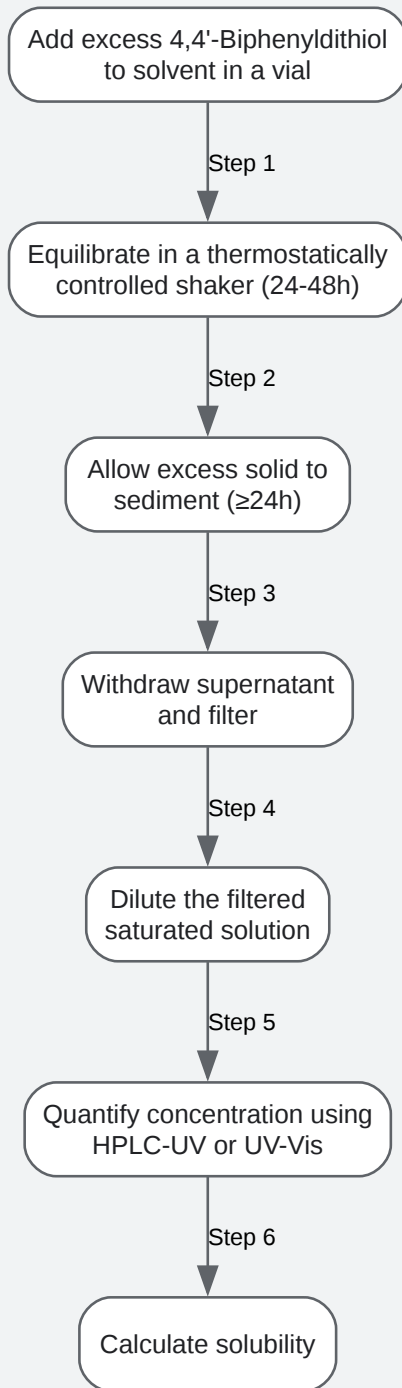 Add excess 4,4'-Biphenyldithiol
to solvent in a vial
Step 1
Equilibrate in a thermostatically
controlled shaker (24-48h)
Step 2
Allow excess solid to
sediment (≥24h)
Step 3
Withdraw supernatant
and filter
Step 4
Dilute the filtered
saturated solution
Step 5
Quantify concentration using
HPLC-UV or UV-Vis
Step 6
Calculate solubility